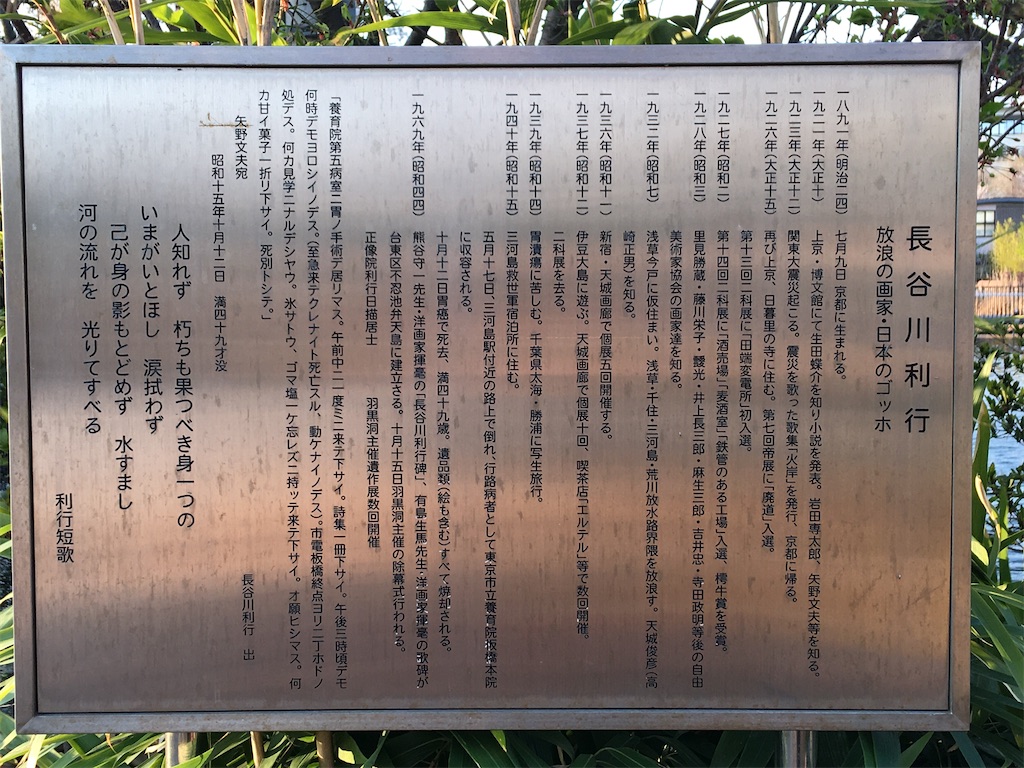 長谷川利行
放浪の画家・日本のゴッホ
一八九一年(明治二四) 七月九日 京都に生まれる。
一九二一年(大正十) 上京・博文館にて生田蝶介を知り小説を発表。岩田専太郎、矢野文夫等を知る。
一九二三年(大正十二) 関東大震災起こる。震災を歌った歌集「火岸」を発行、京都に帰る。
一九二六年(大正十五) 再び上京、日暮里の寺に住む。第七回帝展に「廃道」入選。
第十三回二科展に「田端変電所」初入選。
一九二七年(昭和二) 第十四回二科展に「酒売場」「麦酒室」「鉄管のある工場」入選、樗牛賞を受賞。
一九二八年(昭和三) 里見勝蔵・藤川栄子・靉光・井上長三郎・麻生三郎・吉井忠・寺田政明等後の自由
美術家協会の画家達を知る。
一九三二年(昭和七) 浅草今戸に仮住まい。浅草・千住・三河島・荒川放水路界隈を放浪す。天城俊彦(高
崎正男)を知る。
一九三六年(昭和十一) 新宿・天城画廊で個展五回開催する。
一九三七年(昭和十二) 伊豆大島に遊ぶ。天城画廊で個展十回、喫茶店「エルテル」等で数回開催。
二科展を去る。
一九三九年(昭和十四) 胃潰瘍に苦しむ。千葉県太海・勝浦に写生旅行。
一九四十年(昭和十五) 三河島救世軍宿泊所に住む。
五月十七日、三河島駅付近の路上で倒れ、行路病者として東京市立養育院板橋本院
に収容される。
十月十二日胃癌で死去、満四十九歳。遺品類(絵も含む)すべて焼却される。
一九六九年(昭和四四) 熊谷守一先生・洋画家揮毫の「長谷川利行碑」、有島生馬先生・洋画家揮毫の歌碑が
台東区不忍池弁天島に建立さる。十月十五日羽黒洞主催の除幕式行われる。
正像院利行日描居士 羽黒洞主催遺作展数回開催
「養育院第五病室ニ胃ノ手術デ居リマス。午前中ニ一度ミニ来テ下サイ。詩集一冊下サイ。午後三時頃デモ
何時デモヨロシイノデス。(至急来テクレナイト死亡スル、動ケナイノデス)。市電板橋終点ヨリ二丁ホドノ
処デス。何カ見学ニナルデシヤウ。氷サトウ、ゴマ塩一ケ忘レズニ持ッテ来テ下サイ。オ願ヒシマス。何
カ甘イ菓子一折リ下サイ。死別トシテ。」
長谷川利行 出
矢野文夫宛
昭和十五年十月十二日 満四十九才没
人知れず 朽ちも果つべき身一つの
いまがいとほし 涙拭わず
己が身の影もとどめず 水すまし
河の流れを 光りてすべる
利行短歌